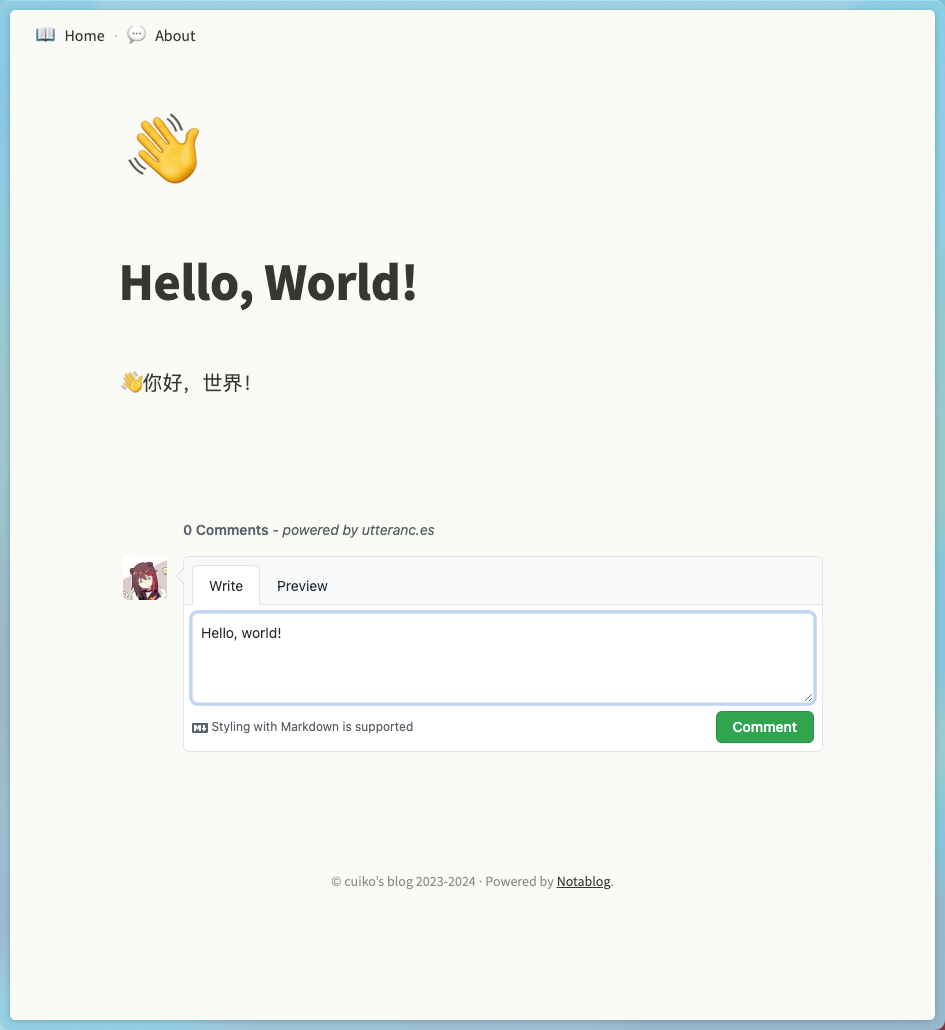 📖 Home · 💬 About
👋
Hello, World!
👋你好，世界！
0 Comments - powered by utteranc.es
Write Preview
Hello, world!
Styling with Markdown is supported
Comment
© cuiko’s blog 2023-2024 · Powered by Notablog.